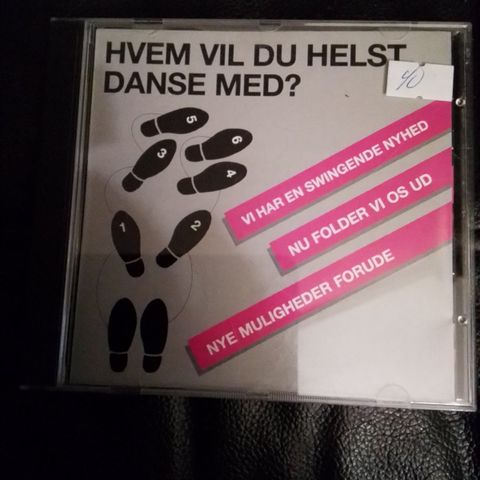 HVEM VIL DU HELST
DANSE MED?
40
5
6
3
4
1
2
VI HAR EN SWINGENDE NYHED
NU FOLDER VI OS UD
NYE MULIGHEDER FORUDE